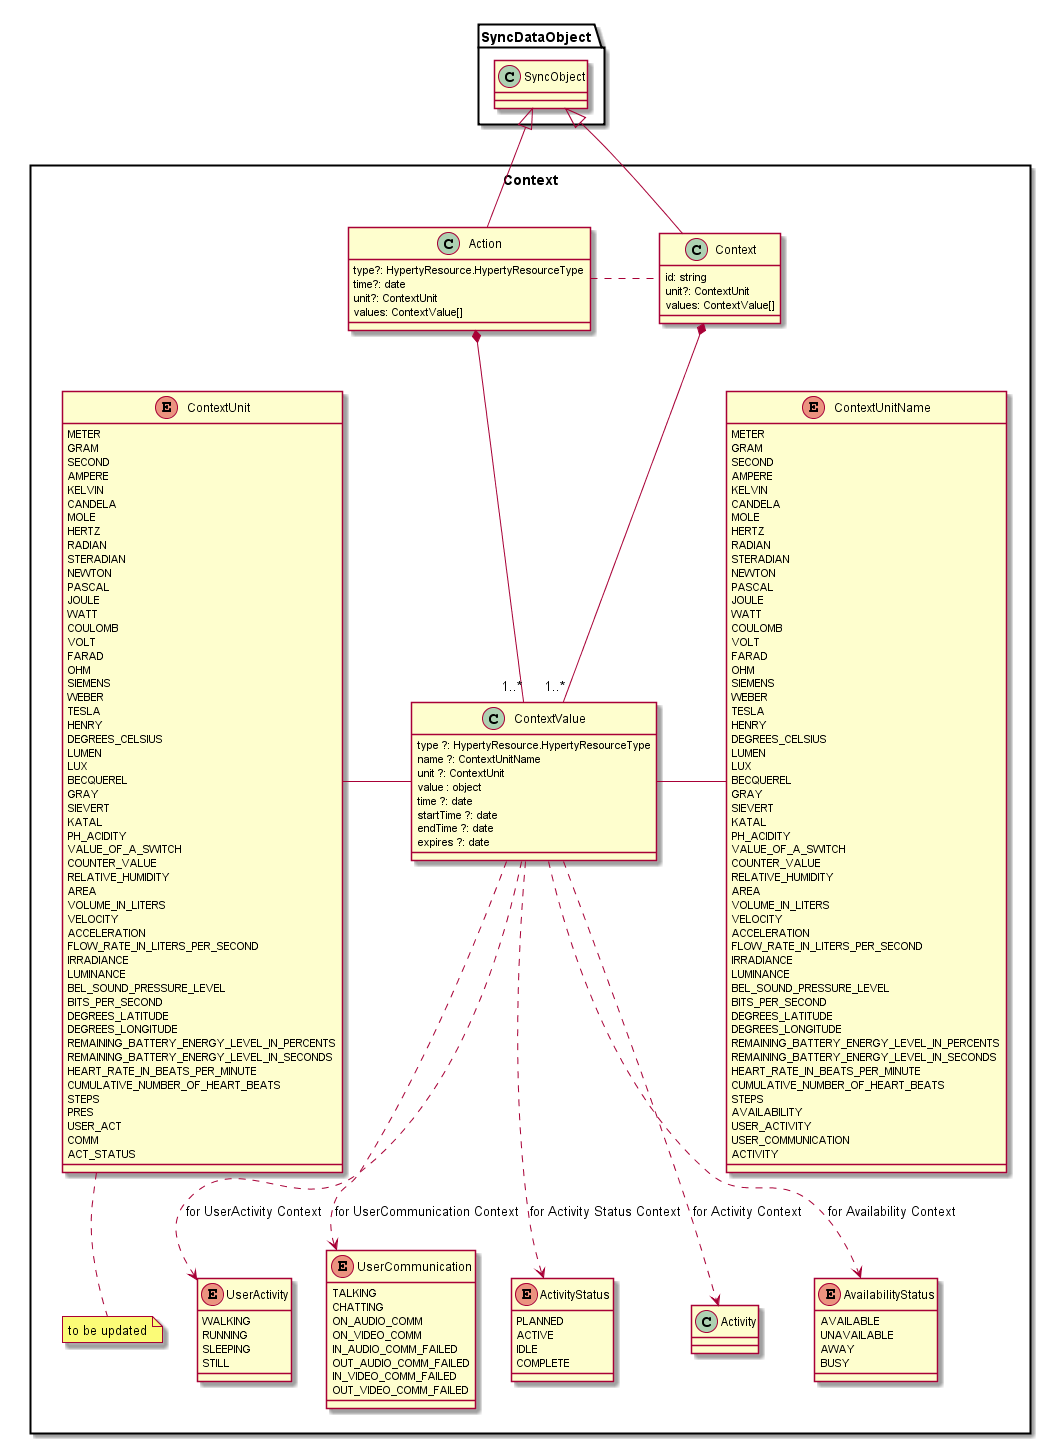 SyncDataObject
C SyncObject
Context
C Action
type?: HypertyResource.HypertyResourceType
time?: date
unit?: ContextUnit
values: ContextValue[]
C Context
id: string
unit?: ContextUnit
values: ContextValue[]
E ContextUnit
METER
GRAM
SECOND
AMPERE
KELVIN
CANDELA
MOLE
HERTZ
RADIAN
STERADIAN
NEWTON
PASCAL
JOULE
WATT
COULOMB
VOLT
FARAD
OHM
SIEMENS
WEBER
TESLA
HENRY
DEGREES_CELSIUS
LUMEN
LUX
BECQUEREL
GRAY
SIEVERT
KATAL
PH_ACIDITY
VALUE_OF_A_SWITCH
COUNTER_VALUE
RELATIVE_HUMIDITY
AREA
VOLUME_IN_LITERS
VELOCITY
ACCELERATION
FLOW_RATE_IN_LITERS_PER_SECOND
IRRADIANCE
LUMINANCE
BEL_SOUND_PRESSURE_LEVEL
BITS_PER_SECOND
DEGREES_LATITUDE
DEGREES_LONGITUDE
REMAINING_BATTERY_ENERGY_LEVEL_IN_PERCENTS
REMAINING_BATTERY_ENERGY_LEVEL_IN_SECONDS
HEART_RATE_IN_BEATS_PER_MINUTE
CUMULATIVE_NUMBER_OF_HEART_BEATS
STEPS
PRES
USER_ACT
COMM
ACT_STATUS
E ContextUnitName
METER
GRAM
SECOND
AMPERE
KELVIN
CANDELA
MOLE
HERTZ
RADIAN
STERADIAN
NEWTON
PASCAL
JOULE
WATT
COULOMB
VOLT
FARAD
OHM
SIEMENS
WEBER
TESLA
HENRY
DEGREES_CELSIUS
LUMEN
LUX
BECQUEREL
GRAY
SIEVERT
KATAL
PH_ACIDITY
VALUE_OF_A_SWITCH
COUNTER_VALUE
RELATIVE_HUMIDITY
AREA
VOLUME_IN_LITERS
VELOCITY
ACCELERATION
FLOW_RATE_IN_LITERS_PER_SECOND
IRRADIANCE
LUMINANCE
BEL_SOUND_PRESSURE_LEVEL
BITS_PER_SECOND
DEGREES_LATITUDE
DEGREES_LONGITUDE
REMAINING_BATTERY_ENERGY_LEVEL_IN_PERCENTS
REMAINING_BATTERY_ENERGY_LEVEL_IN_SECONDS
HEART_RATE_IN_BEATS_PER_MINUTE
CUMULATIVE_NUMBER_OF_HEART_BEATS
STEPS
AVAILABILITY
USER_ACTIVITY
USER_COMMUNICATION
ACTIVITY
1..* 1..*
C ContextValue
type ?: HypertyResource.HypertyResourceType
name ?: ContextUnitName
unit ?: ContextUnit
value : object
time ?: date
startTime ?: date
endTime ?: date
expires ?: date
for UserActivity Context
for UserCommunication Context
for Activity Status Context
for Activity Context
for Availability Context
to be updated
E UserActivity
WALKING
RUNNING
SLEEPING
STILL
E UserCommunication
TALKING
CHATTING
ON_AUDIO_COMM
ON_VIDEO_COMM
IN_AUDIO_COMM_FAILED
OUT_AUDIO_COMM_FAILED
IN_VIDEO_COMM_FAILED
OUT_VIDEO_COMM_FAILED
E ActivityStatus
PLANNED
ACTIVE
IDLE
COMPLETE
C Activity
E AvailabilityStatus
AVAILABLE
UNAVAILABLE
AWAY
BUSY